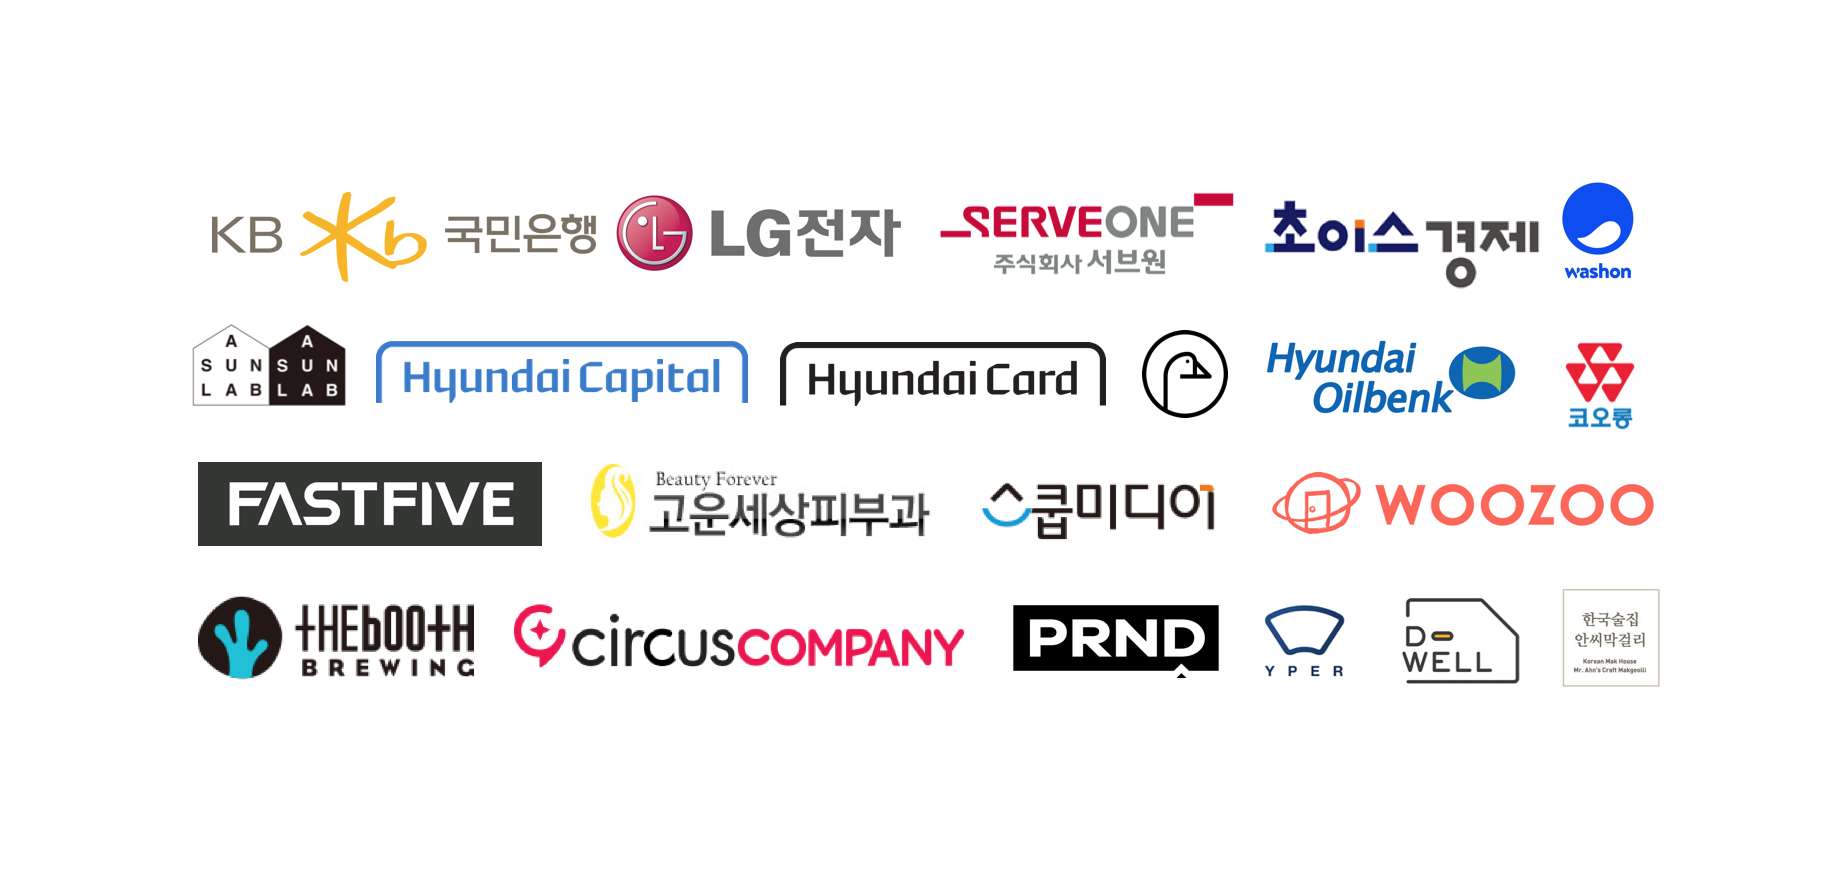 KB 국민은행
LG전자
SERVEONE
주식회사 서브원
초이스경제
washon
A SUN LAB
A SUN LAB
Hyundai Capital
Hyundai Card
Hyundai
Oilbenk
코오롱
FASTFIVE
Beauty Forever
고운세상피부과
스쿱미디어
WOOZOO
THEbOOTH
BREWING
circusCOMPANY
PRND
YPER
D-
WELL
한국술집
안씨막걸리
Korean Mak House
Mr. Ahn's Craft Makgeolli